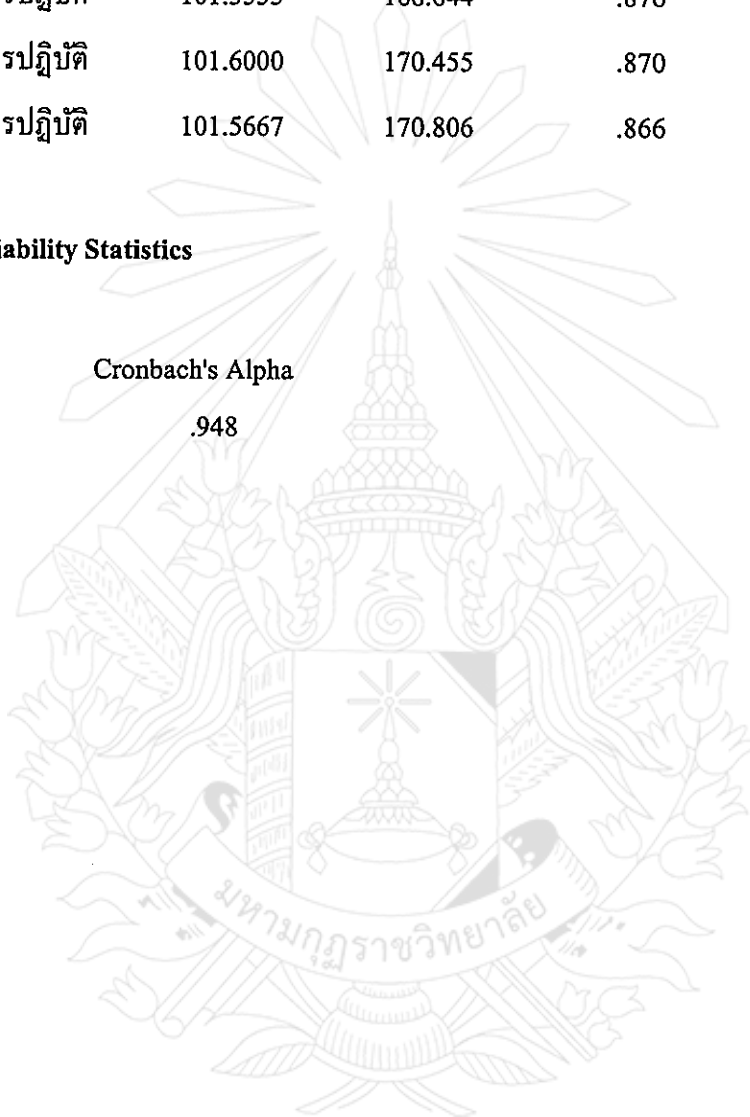 รปฏิบัติ 101.6000 170.455 .870
รปฏิบัติ 101.5667 170.806 .866
iability Statistics
Cronbach's Alpha
.948
มหามกุฏราชวิทยาลัย